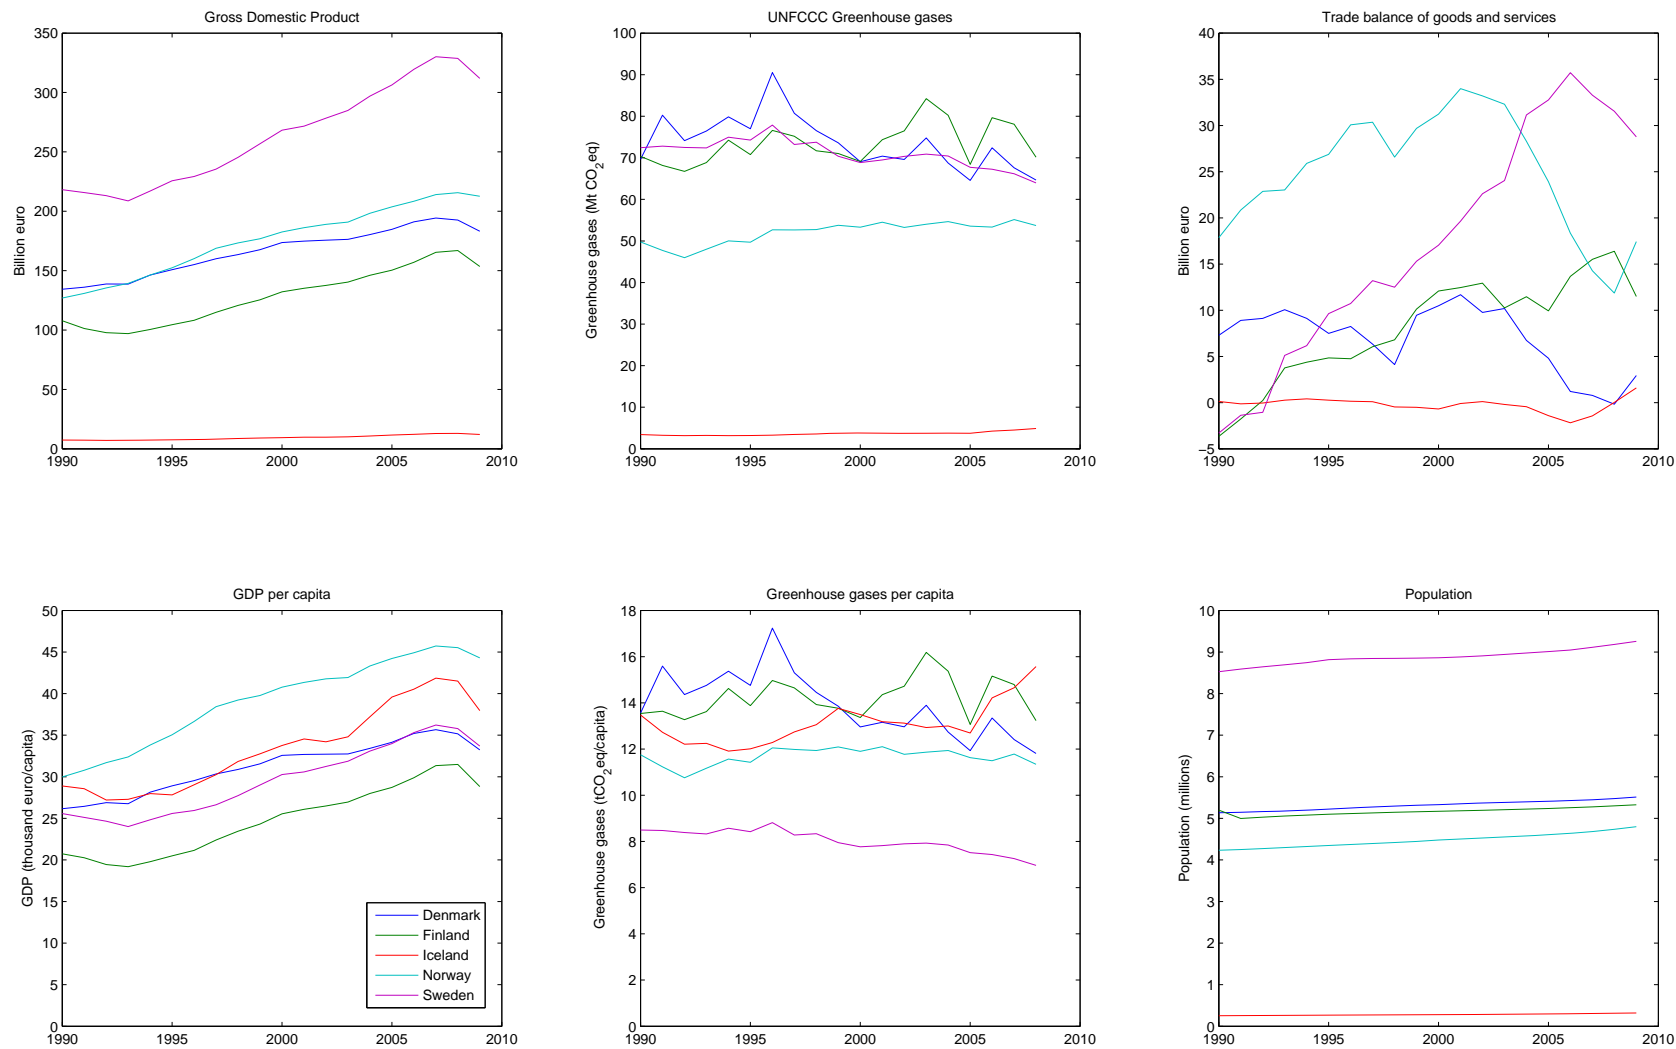 Gross Domestic Product
350
300
250
200
150
100
50
0
Billion euro
1990 1995 2000 2005 2010
UNFCCC Greenhouse gases
100
90
80
70
60
50
40
30
20
10
0
Greenhouse gases (Mt CO2eq)
1990 1995 2000 2005 2010
Trade balance of goods and services
40
35
30
25
20
15
10
5
0
−5
Billion euro
1990 1995 2000 2005 2010
GDP per capita
50
45
40
35
30
25
20
15
10
5
0
GDP (thousand euro/capita)
Denmark
Finland
Iceland
Norway
Sweden
1990 1995 2000 2005 2010
Greenhouse gases per capita
18
16
14
12
10
8
6
4
2
0
Greenhouse gases (tCO2eq/capita)
1990 1995 2000 2005 2010
Population
10
9
8
7
6
5
4
3
2
1
0
Population (millions)
1990 1995 2000 2005 2010